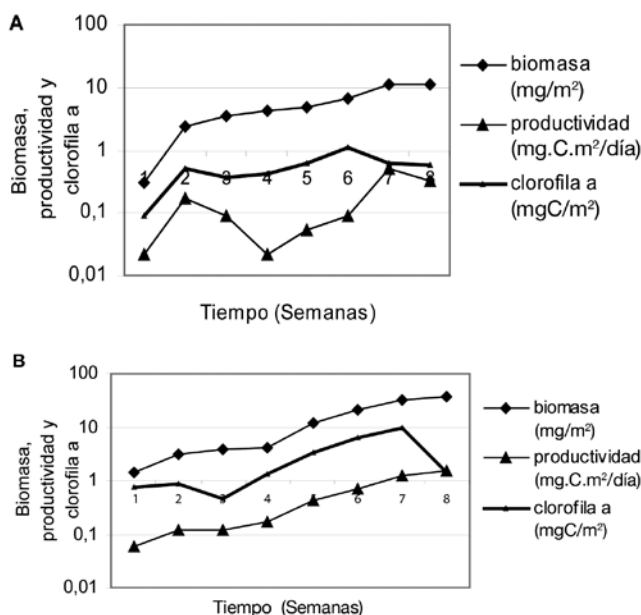 A
100
10
1
0,1
0,01
Biomasa,
productividad y
clorofila a
1 2 3 4 5 6 7 8
Tiempo (Semanas)
biomasa
(mg/m²)
productividad
(mg.C.m²/día)
clorofila a
(mgC/m²)
B
100
10
1
0,1
0,01
Biomasa,
productividad y
clorofila a
1 2 3 4 5 6 7 8
Tiempo (Semanas)
biomasa
(mg/m²)
productividad
(mg.C.m²/día)
clorofila a
(mgC/m²)